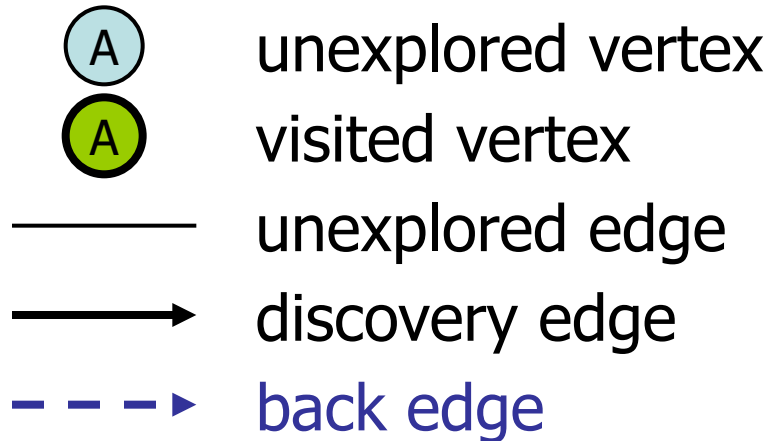 A unexplored vertex
A visited vertex
unexplored edge
discovery edge
back edge